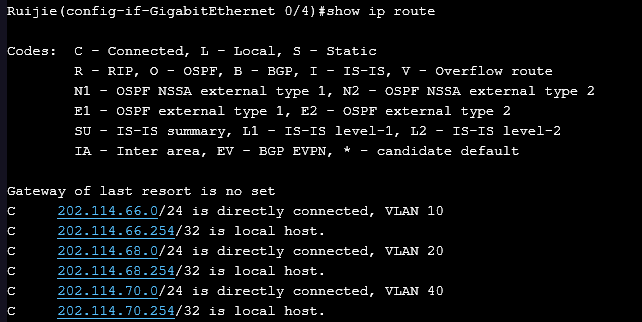 Ruijie(config-if-GigabitEthernet 0/4)#show ip route
Codes:  C - Connected, L - Local, S - Static
        R - RIP, O - OSPF, B - BGP, I - IS-IS, V - Overflow route
        N1 - OSPF NSSA external type 1, N2 - OSPF NSSA external type 2
        E1 - OSPF external type 1, E2 - OSPF external type 2
        SU - IS-IS summary, L1 - IS-IS level-1, L2 - IS-IS level-2
        IA - Inter area, EV - BGP EVPN, * - candidate default
Gateway of last resort is no set
C     202.114.66.0/24 is directly connected, VLAN 10
C     202.114.66.254/32 is local host.
C     202.114.68.0/24 is directly connected, VLAN 20
C     202.114.68.254/32 is local host.
C     202.114.70.0/24 is directly connected, VLAN 40
C     202.114.70.254/32 is local host.